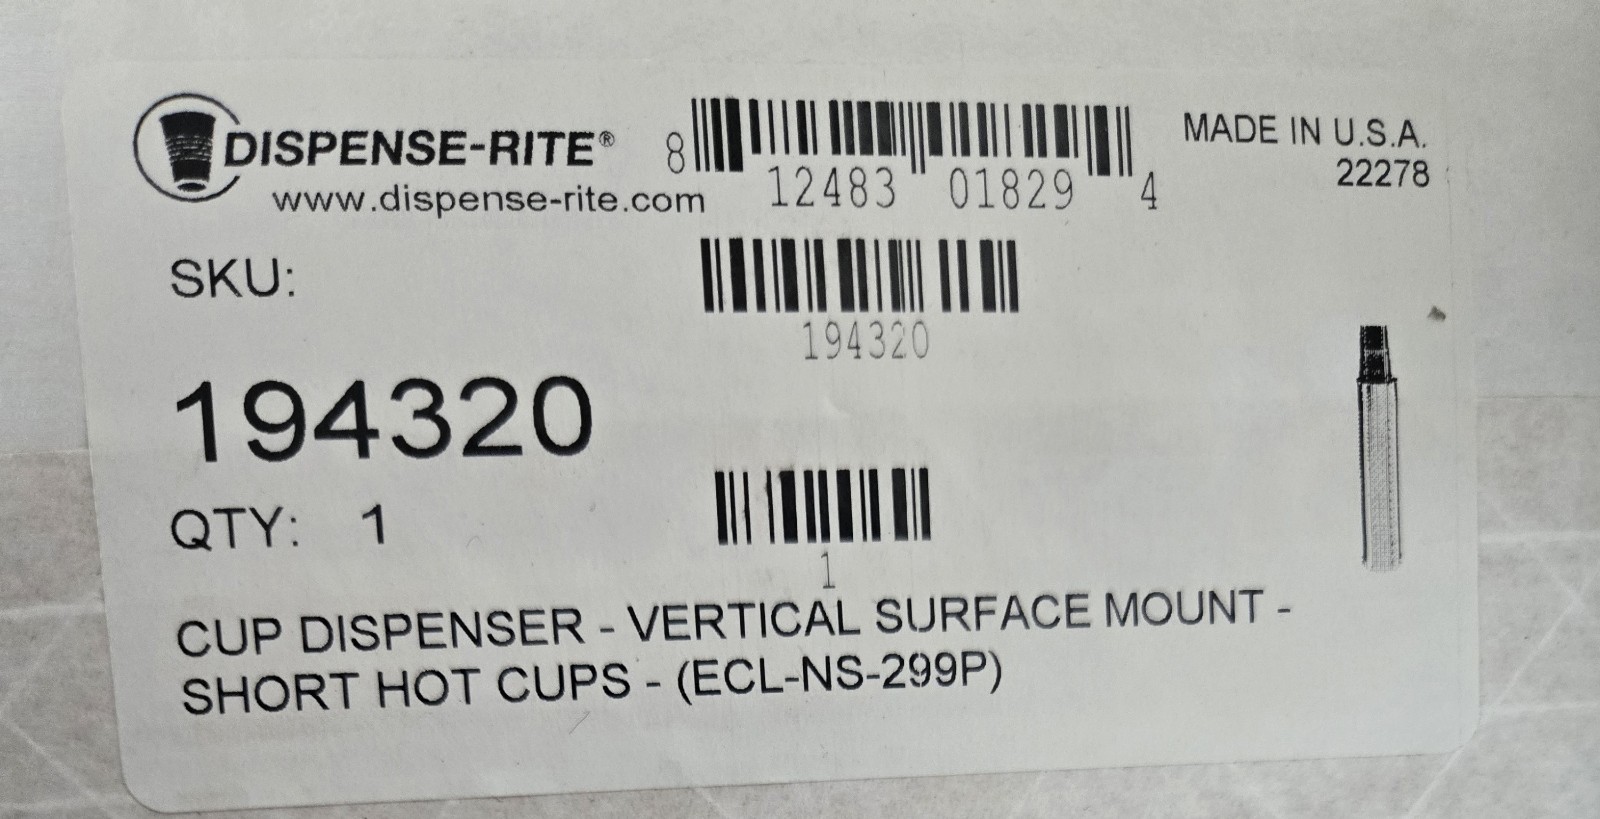 DISPENSE-RITE®
www.dispense-rite.com
8 12483 01829 4
MADE IN U.S.A.
22278
SKU:
194320
194320
QTY: 1
1
CUP DISPENSER - VERTICAL SURFACE MOUNT -
SHORT HOT CUPS - (ECL-NS-299P)